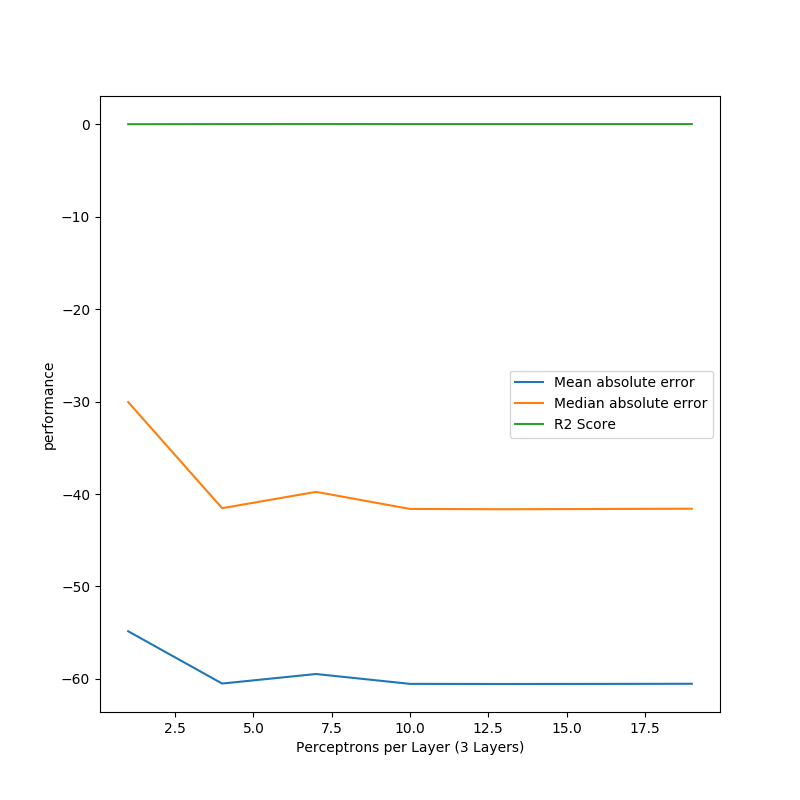 0
−10
−20
−30
−40
−50
−60
performance
Mean absolute error
Median absolute error
R2 Score
2.5 5.0 7.5 10.0 12.5 15.0 17.5
Perceptrons per Layer (3 Layers)